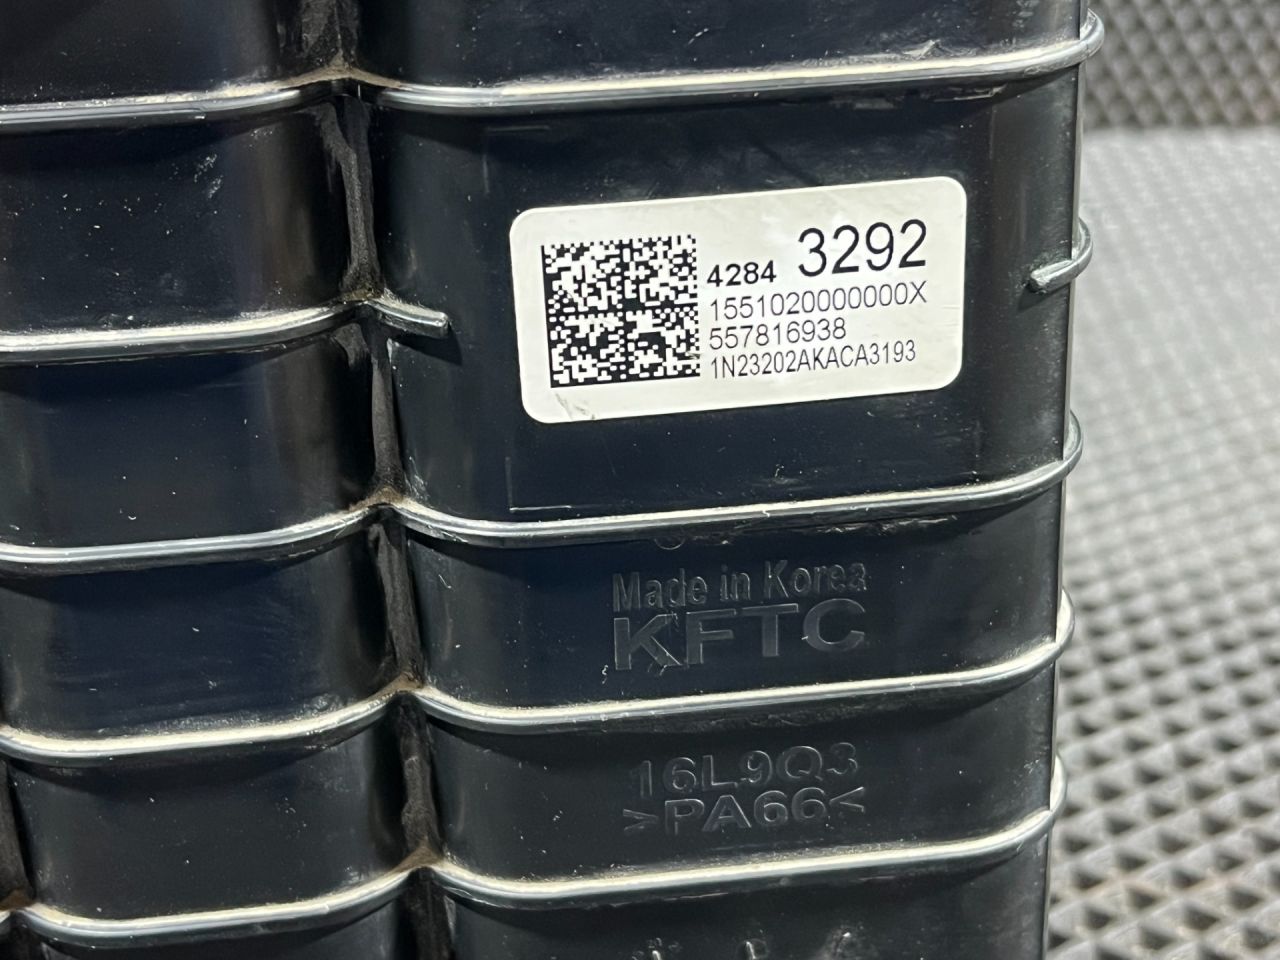 4284 3292
1551020000000X
557816938
1N23202AKACA3193
Made in Korea
KFTC
16L9Q3
>PA66<